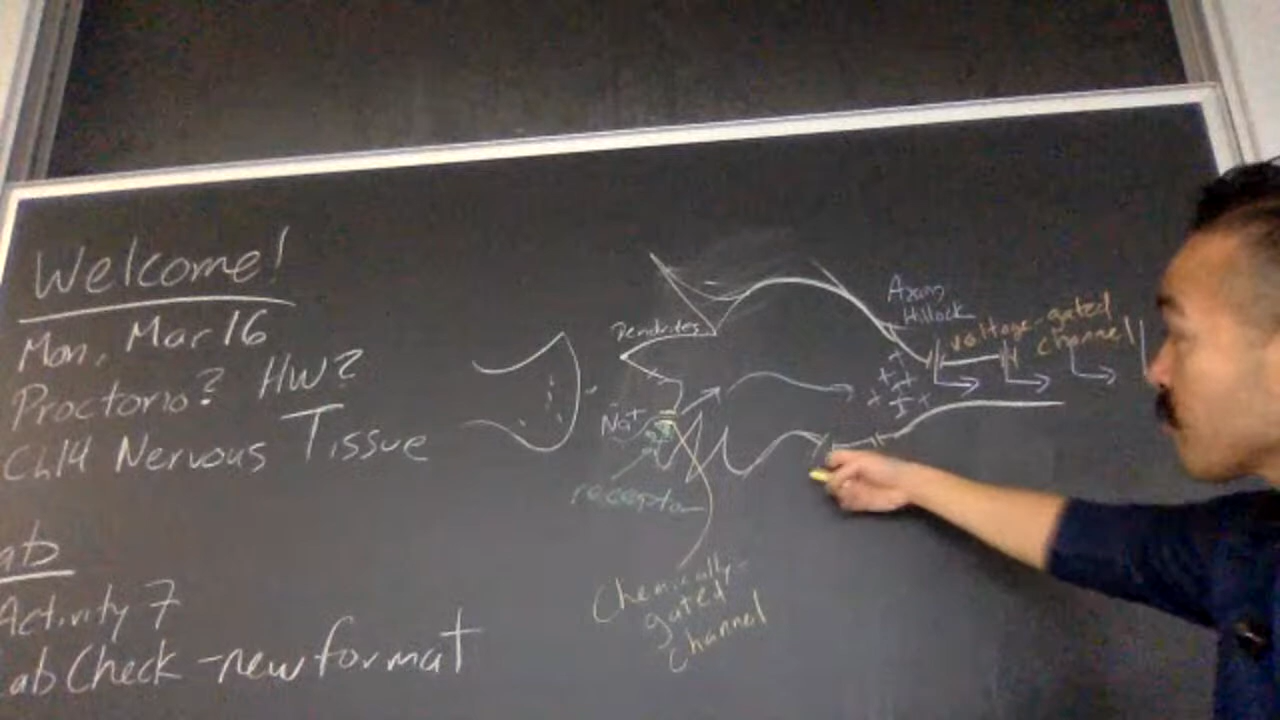 Welcome!
Mon, Mar 16
Proctorio? HW?
Ch14 Nervous Tissue
ab
Activity 7
ab Check - new format
Dendrites
Na+
receptor
Chemically-
gated
channel
Axon
Hillock
voltage-gated
channel
+ + + + + + +